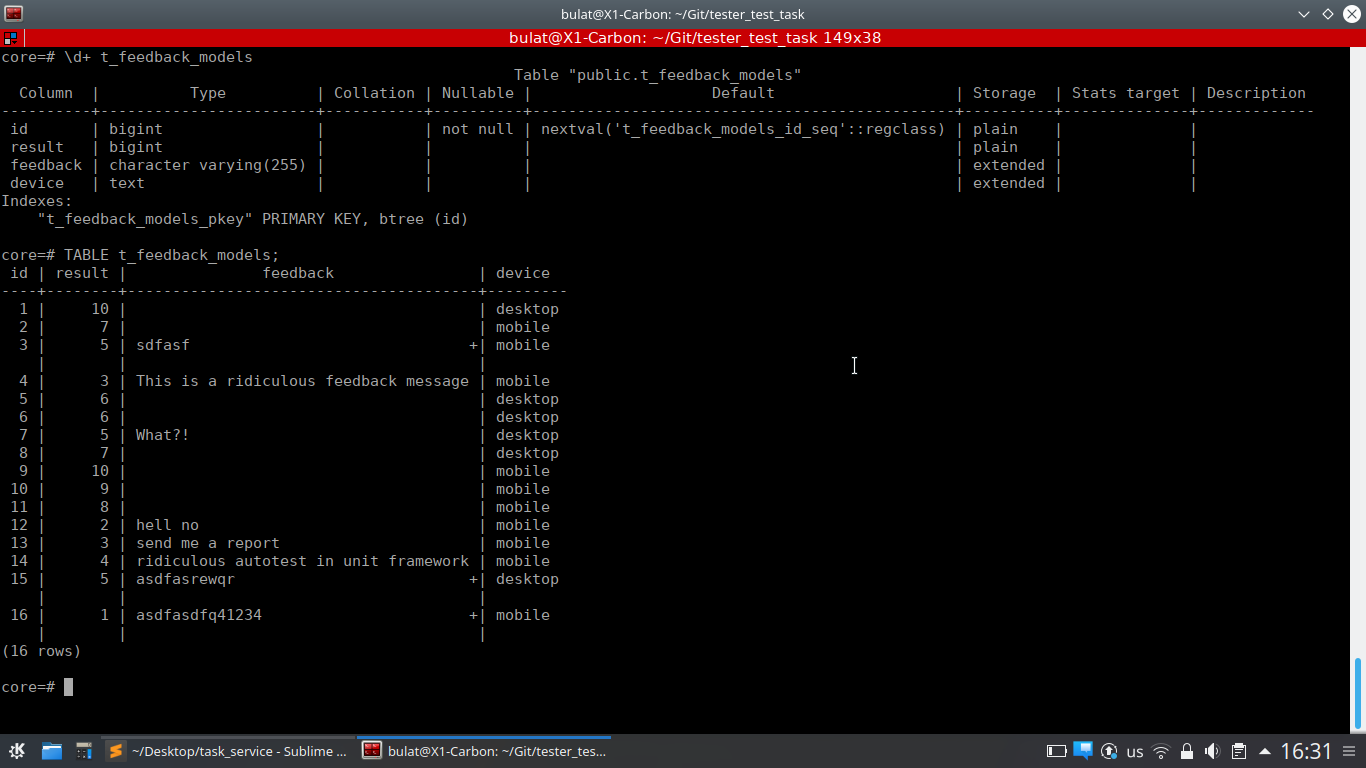 bulat@X1-Carbon: ~/Git/tester_test_task
bulat@X1-Carbon: ~/Git/tester_test_task 149x38
core=# \d+ t_feedback_models
                                                         Table "public.t_feedback_models"
  Column  |          Type          | Collation | Nullable |                    Default                    | Storage  | Stats target | Description
----------+------------------------+-----------+----------+-----------------------------------------------+----------+--------------+-------------
 id       | bigint                 |           | not null | nextval('t_feedback_models_id_seq'::regclass) | plain    |              |
 result   | bigint                 |           |          |                                               | plain    |              |
 feedback | character varying(255) |           |          |                                               | extended |              |
 device   | text                   |           |          |                                               | extended |              |
Indexes:
    "t_feedback_models_pkey" PRIMARY KEY, btree (id)
core=# TABLE t_feedback_models;
 id | result |               feedback                | device
----+--------+---------------------------------------+---------
  1 |     10 |                                       | desktop
  2 |      7 |                                       | mobile
  3 |      5 | sdfasf                               +| mobile
    |        |                                       |
  4 |      3 | This is a ridiculous feedback message | mobile
  5 |      6 |                                       | desktop
  6 |      6 |                                       | desktop
  7 |      5 | What?!                                | desktop
  8 |      7 |                                       | desktop
  9 |     10 |                                       | mobile
 10 |      9 |                                       | mobile
 11 |      8 |                                       | mobile
 12 |      2 | hell no                               | mobile
 13 |      3 | send me a report                      | mobile
 14 |      4 | ridiculous autotest in unit framework | mobile
 15 |      5 | asdfasrewqr                          +| desktop
    |        |                                       |
 16 |      1 | asdfasdfq41234                       +| mobile
    |        |                                       |
(16 rows)
core=#
~/Desktop/task_service - Sublime ...
bulat@X1-Carbon: ~/Git/tester_tes...
us
16:31